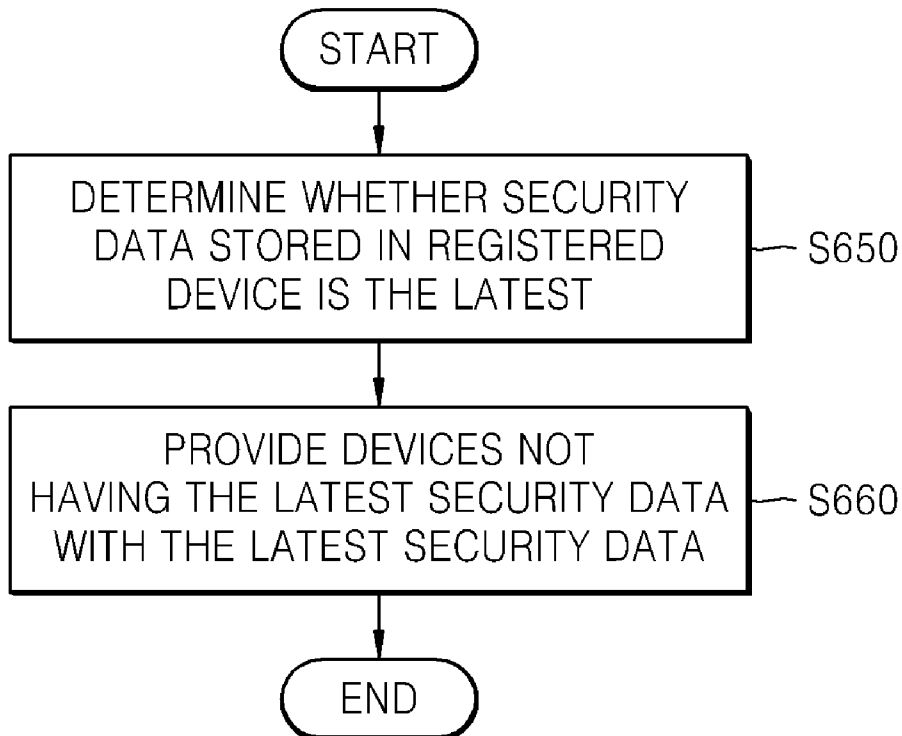 START
DETERMINE WHETHER SECURITY
DATA STORED IN REGISTERED
DEVICE IS THE LATEST
S650
PROVIDE DEVICES NOT
HAVING THE LATEST SECURITY DATA
WITH THE LATEST SECURITY DATA
S660
END